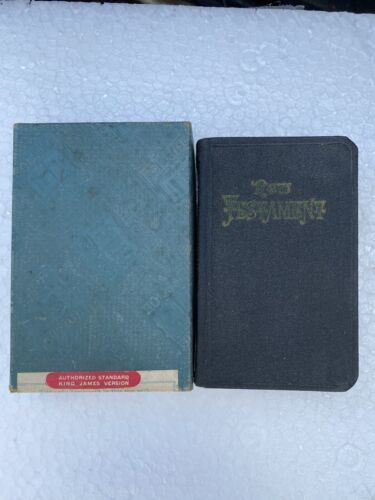 New
TESTAMENT
AUTHORIZED STANDARD
KING JAMES VERSION